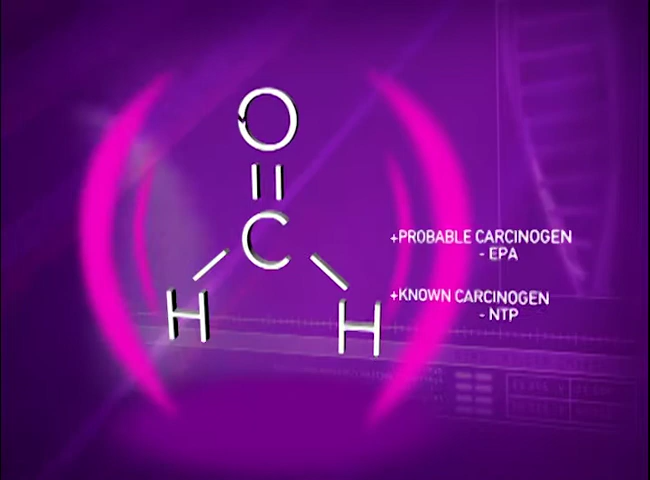 O
C
H
H
+PROBABLE CARCINOGEN
- EPA
+KNOWN CARCINOGEN
- NTP